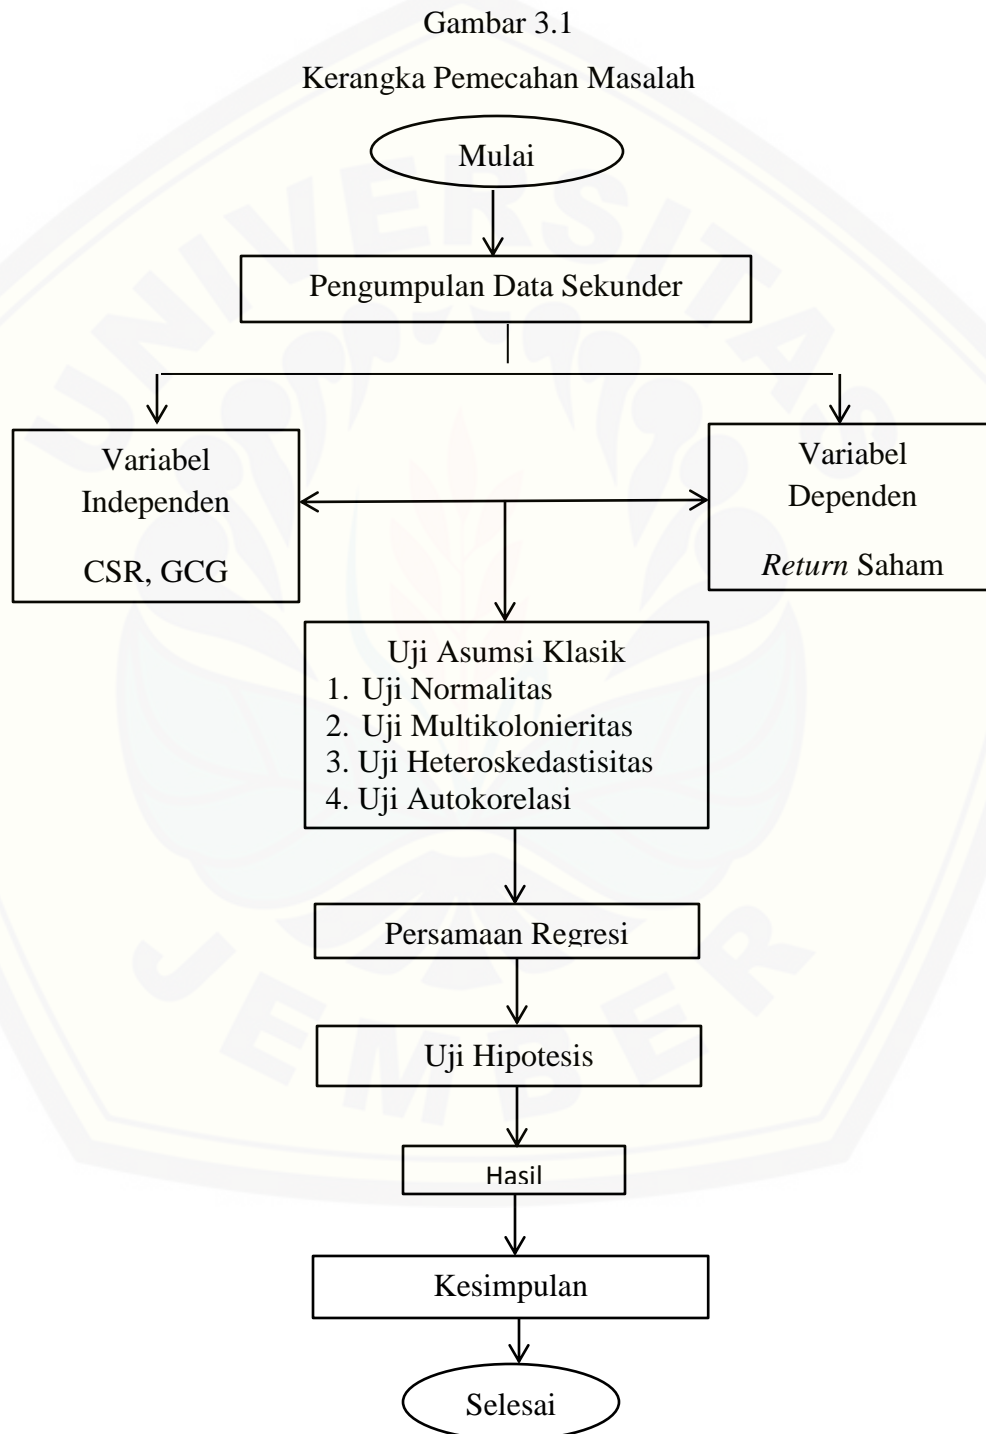 Gambar 3.1
Kerangka Pemecahan Masalah
Mulai
Pengumpulan Data Sekunder
Variabel
Independen
CSR, GCG
Variabel
Dependen
Return Saham
Uji Asumsi Klasik
1. Uji Normalitas
2. Uji Multikolonieritas
3. Uji Heteroskedastisitas
4. Uji Autokorelasi
Persamaan Regresi
Uji Hipotesis
Hasil
Kesimpulan
Selesai
UNIVERSITAS
JEMBER